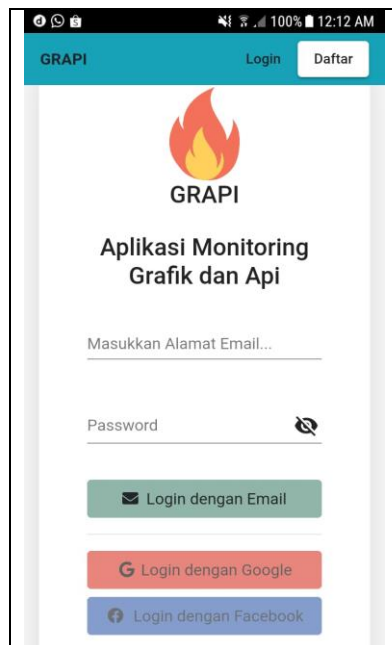 100% 12:12 AM
GRAPI Login Daftar
GRAPI
Aplikasi Monitoring
Grafik dan Api
Masukkan Alamat Email...
Password
Login dengan Email
Login dengan Google
Login dengan Facebook